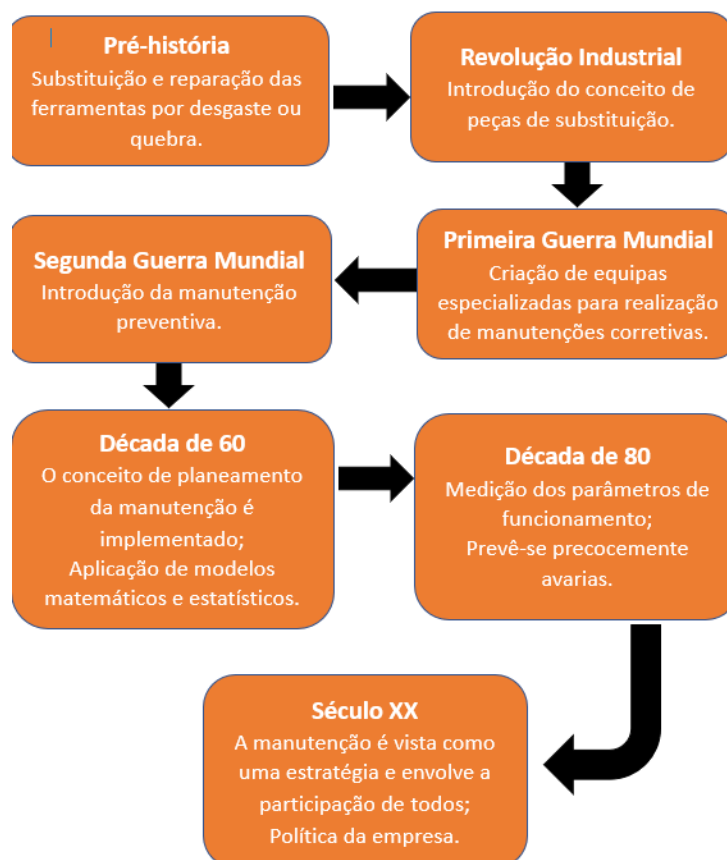 Pré-história
Substituição e reparação das
ferramentas por desgaste ou
quebra.
Revolução Industrial
Introdução do conceito de
peças de substituição.
Primeira Guerra Mundial
Criação de equipas
especializadas para realização
de manutenções corretivas.
Segunda Guerra Mundial
Introdução da manutenção
preventiva.
Década de 60
O conceito de planeamento
da manutenção é
implementado;
Aplicação de modelos
matemáticos e estatísticos.
Década de 80
Medição dos parâmetros de
funcionamento;
Prevê-se precocemente
avarias.
Século XX
A manutenção é vista como
uma estratégia e envolve a
participação de todos;
Política da empresa.